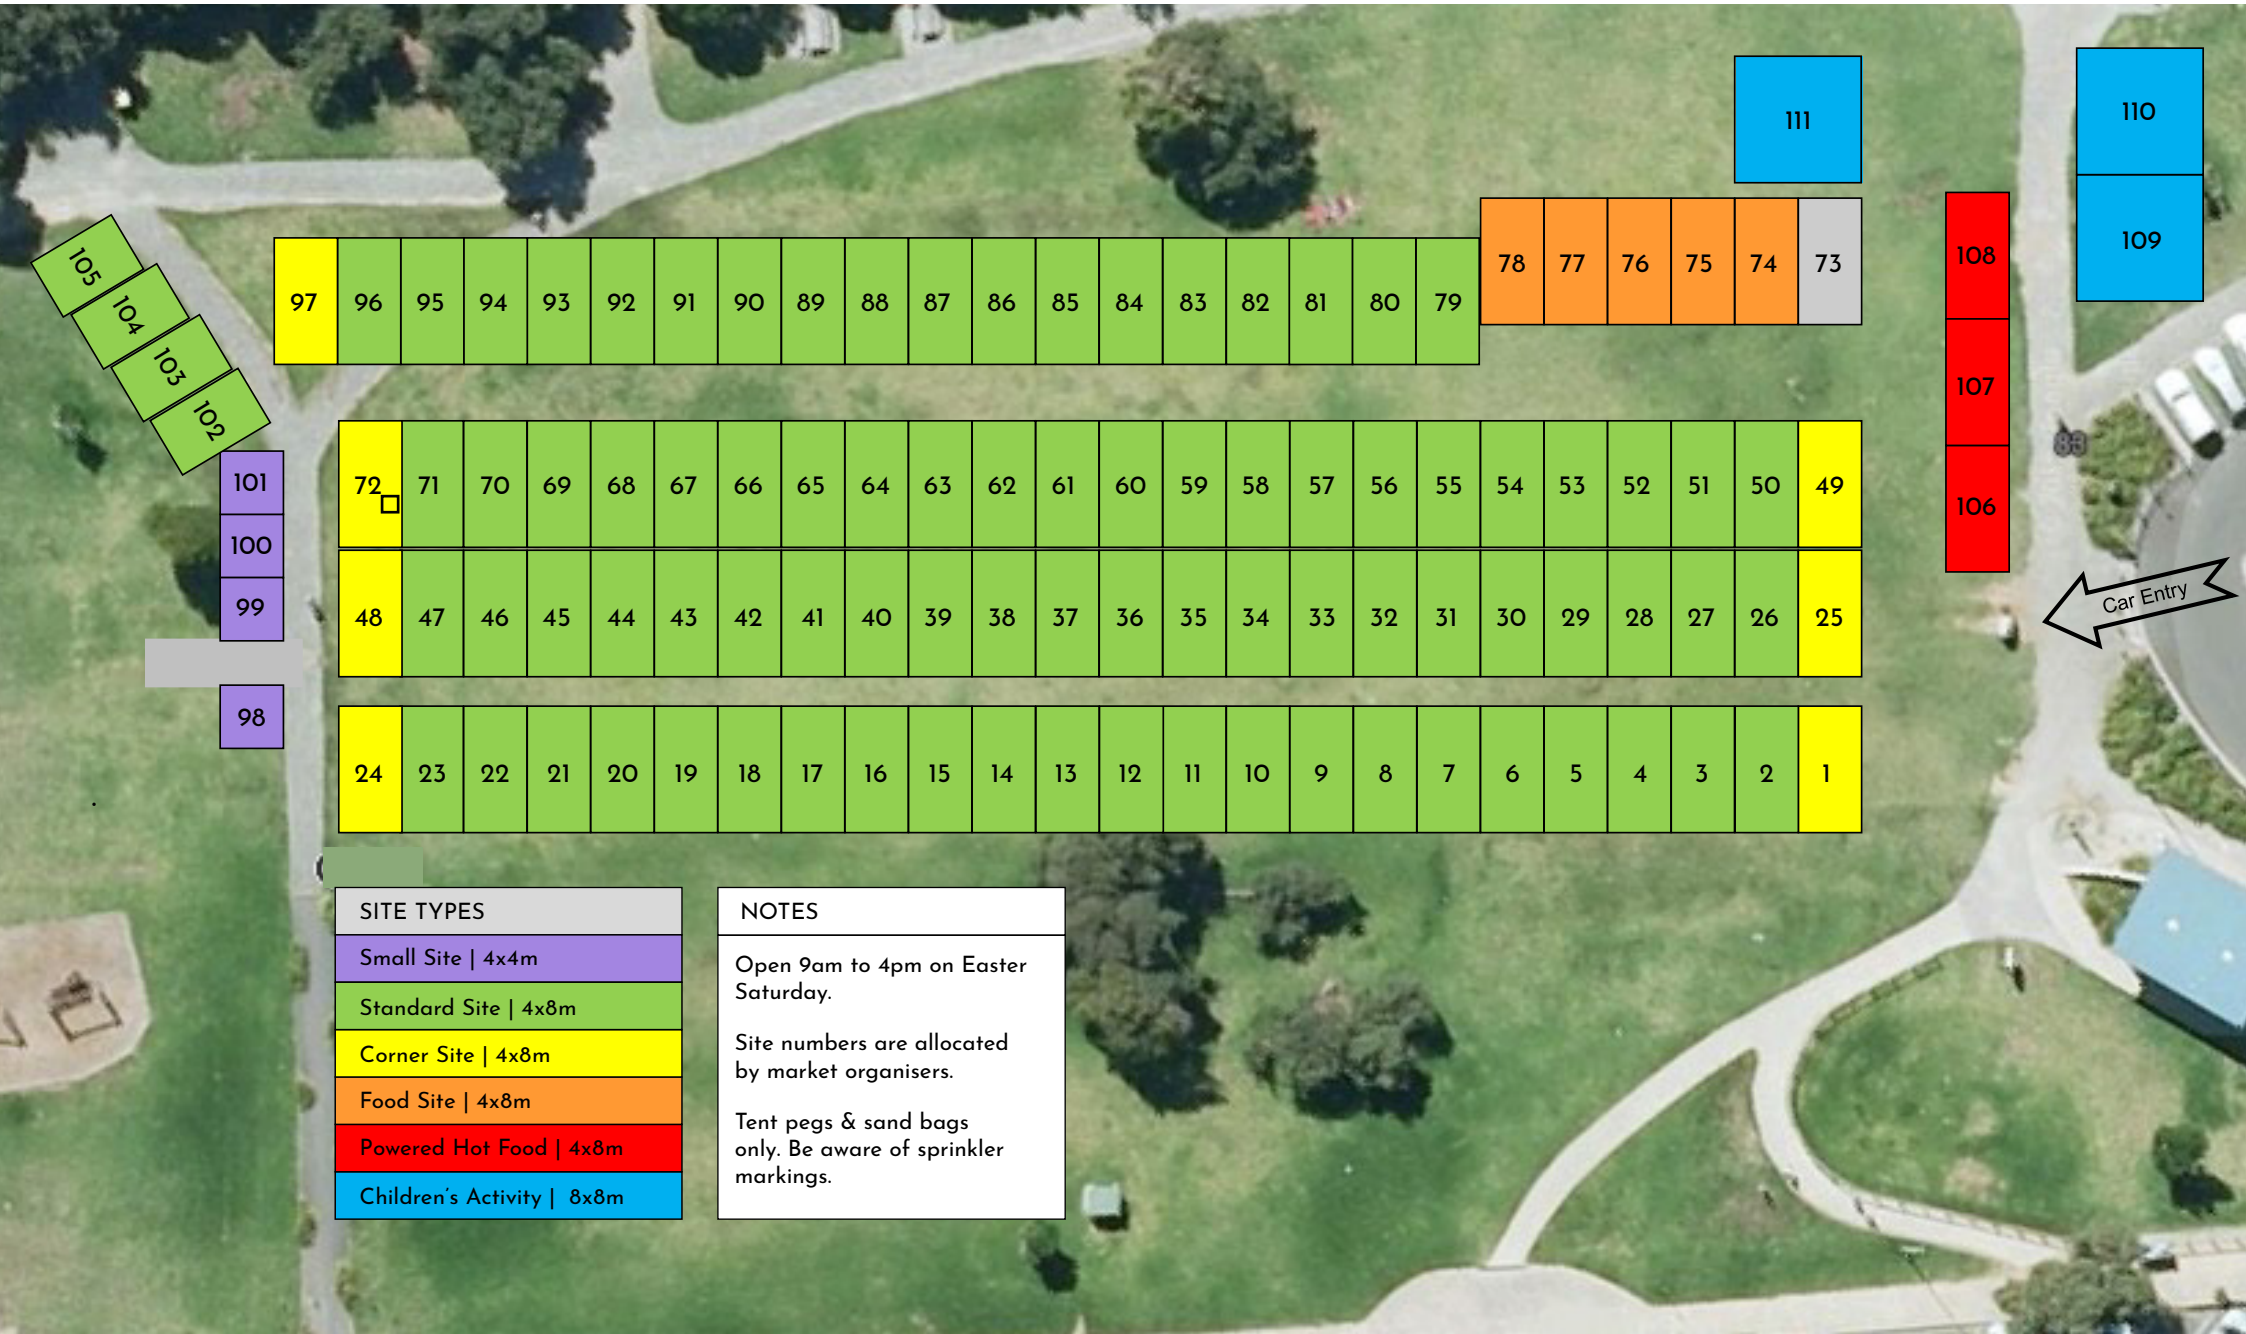 111
110
109
108
107
106
105
104
103
102
97 96 95 94 93 92 91 90 89 88 87 86 85 84 83 82 81 80 79 78 77 76 75 74 73
83
101
100
99
98
72 71 70 69 68 67 66 65 64 63 62 61 60 59 58 57 56 55 54 53 52 51 50 49
48 47 46 45 44 43 42 41 40 39 38 37 36 35 34 33 32 31 30 29 28 27 26 25
Car Entry
24 23 22 21 20 19 18 17 16 15 14 13 12 11 10 9 8 7 6 5 4 3 2 1
SITE TYPES
Small Site | 4x4m
Standard Site | 4x8m
Corner Site | 4x8m
Food Site | 4x8m
Powered Hot Food | 4x8m
Children's Activity | 8x8m
NOTES
Open 9am to 4pm on Easter
Saturday.
Site numbers are allocated
by market organisers.
Tent pegs & sand bags
only. Be aware of sprinkler
markings.